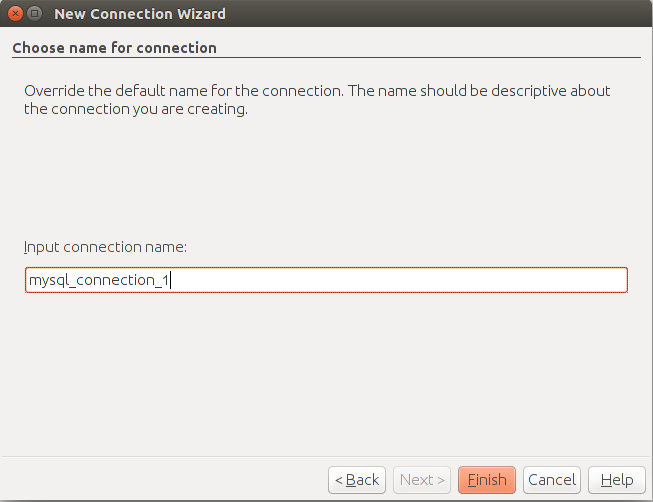 New Connection Wizard
Choose name for connection
Override the default name for the connection. The name should be descriptive about
the connection you are creating.
Input connection name:
mysql_connection_1
< Back Next > Finish Cancel Help